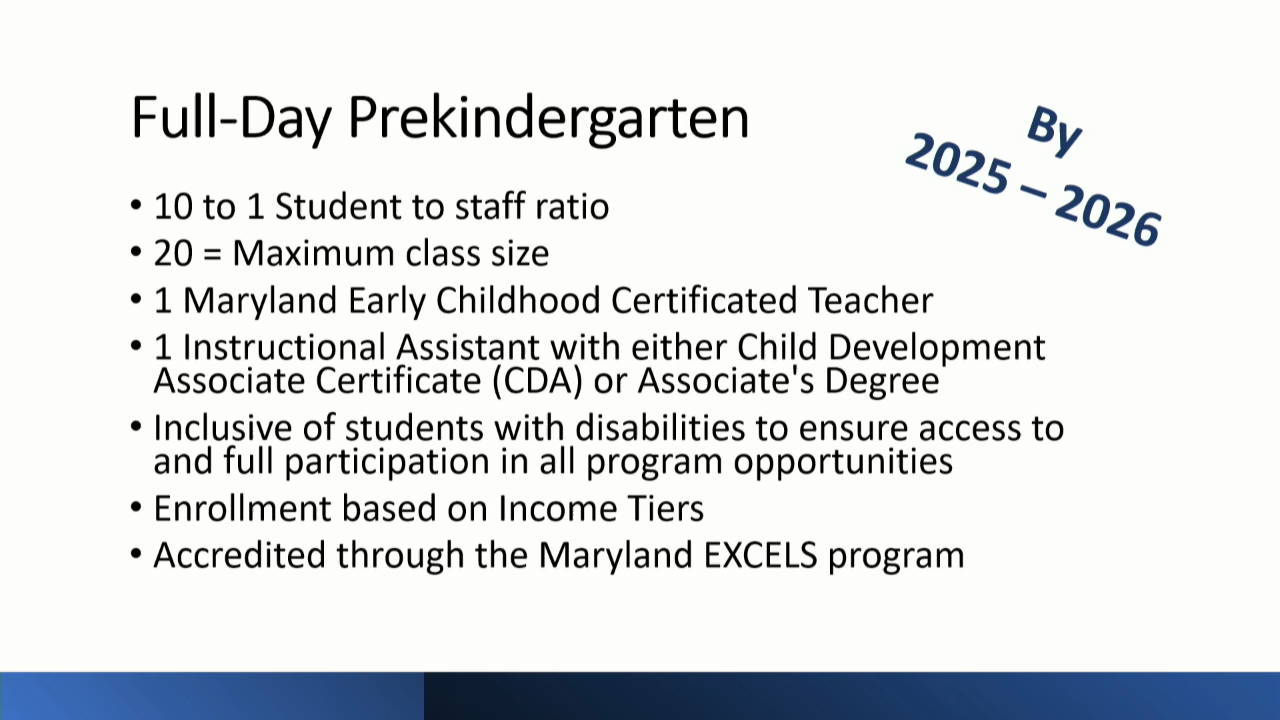 Full-Day Prekindergarten
By
2025 – 2026
• 10 to 1 Student to staff ratio
• 20 = Maximum class size
• 1 Maryland Early Childhood Certificated Teacher
• 1 Instructional Assistant with either Child Development
Associate Certificate (CDA) or Associate's Degree
• Inclusive of students with disabilities to ensure access to
and full participation in all program opportunities
• Enrollment based on Income Tiers
• Accredited through the Maryland EXCELS program